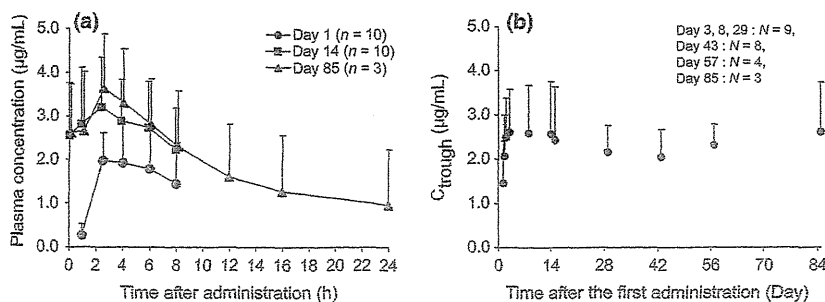 (a)
Day 1 (n = 10)
Day 14 (n = 10)
Day 85 (n = 3)
Plasma concentration (µg/mL)
5.0
4.0
3.0
2.0
1.0
0.0
0 2 4 6 8 10 12 14 16 18 20 22 24
Time after administration (h)
(b)
Day 3, 8, 29 : N = 9,
Day 43 : N = 8,
Day 57 : N = 4,
Day 85 : N = 3
Ctrough (µg/mL)
5.0
4.0
3.0
2.0
1.0
0.0
0 14 28 42 56 70 84
Time after the first administration (Day)